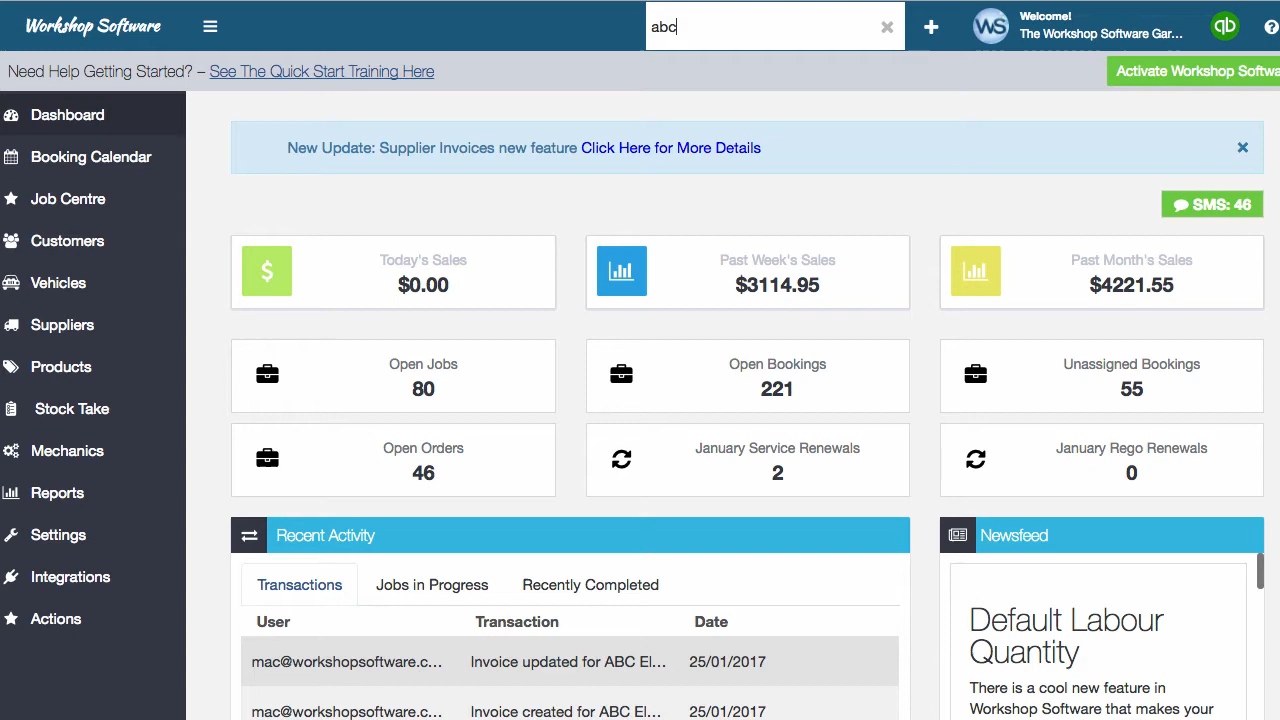 Workshop Software
abc
WS
Welcome!
The Workshop Software Gar...
qb
?
Need Help Getting Started? – See The Quick Start Training Here
Activate Workshop Softwa
Dashboard
Booking Calendar
Job Centre
Customers
Vehicles
Suppliers
Products
Stock Take
Mechanics
Reports
Settings
Integrations
Actions
New Update: Supplier Invoices new feature Click Here for More Details
SMS: 46
$
Today's Sales
$0.00
Past Week's Sales
$3114.95
Past Month's Sales
$4221.55
Open Jobs
80
Open Bookings
221
Unassigned Bookings
55
Open Orders
46
January Service Renewals
2
January Rego Renewals
0
Recent Activity
Transactions Jobs in Progress Recently Completed
User Transaction Date
mac@workshopsoftware.c... Invoice updated for ABC El... 25/01/2017
mac@workshopsoftware.c... Invoice created for ABC El... 25/01/2017
Newsfeed
Default Labour
Quantity
There is a cool new feature in
Workshop Software that makes your